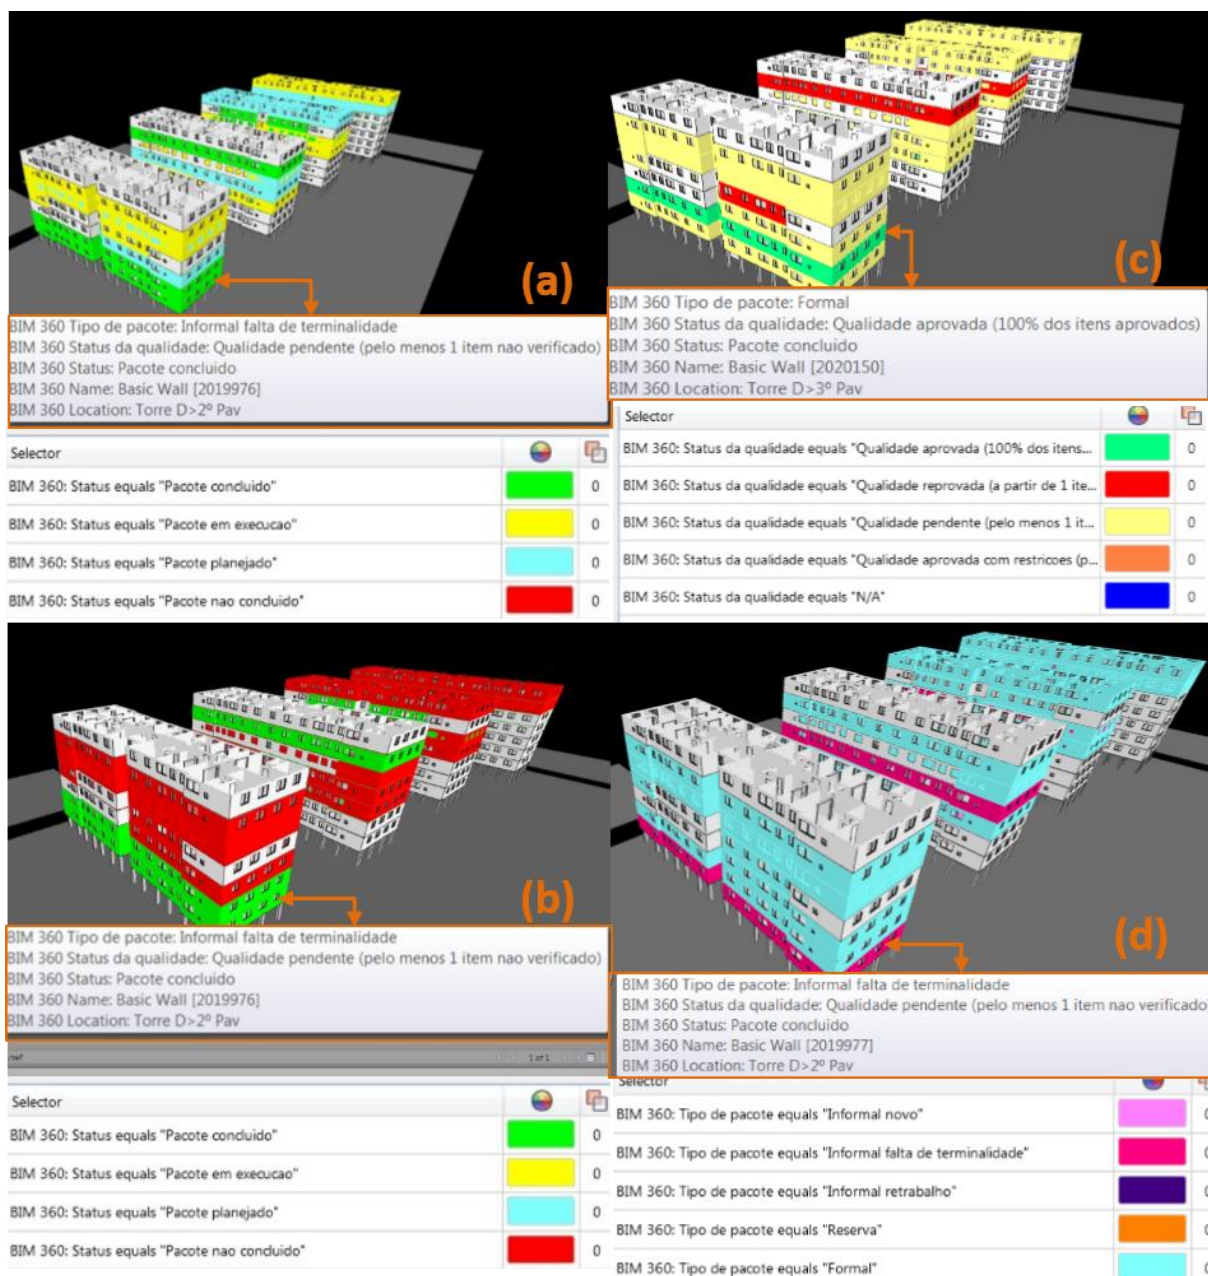 (a)
BIM 360 Tipo de pacote: Informal falta de terminalidade
BIM 360 Status da qualidade: Qualidade pendente (pelo menos 1 item nao verificado)
BIM 360 Status: Pacote concluido
BIM 360 Name: Basic Wall [2019976]
BIM 360 Location: Torre D>2º Pav
Selector
BIM 360: Status equals "Pacote concluido" 0
BIM 360: Status equals "Pacote em execucao" 0
BIM 360: Status equals "Pacote planejado" 0
BIM 360: Status equals "Pacote nao concluido" 0
(c)
BIM 360 Tipo de pacote: Formal
BIM 360 Status da qualidade: Qualidade aprovada (100% dos itens aprovados)
BIM 360 Status: Pacote concluido
BIM 360 Name: Basic Wall [2020150]
BIM 360 Location: Torre D>3º Pav
Selector
BIM 360: Status da qualidade equals "Qualidade aprovada (100% dos itens... 0
BIM 360: Status da qualidade equals "Qualidade reprovada (a partir de 1 ite... 0
BIM 360: Status da qualidade equals "Qualidade pendente (pelo menos 1 it... 0
BIM 360: Status da qualidade equals "Qualidade aprovada com restricoes (p... 0
BIM 360: Status da qualidade equals "N/A" 0
(b)
BIM 360 Tipo de pacote: Informal falta de terminalidade
BIM 360 Status da qualidade: Qualidade pendente (pelo menos 1 item nao verificado)
BIM 360 Status: Pacote concluido
BIM 360 Name: Basic Wall [2019976]
BIM 360 Location: Torre D>2º Pav
1 of 1
Selector
BIM 360: Status equals "Pacote concluido" 0
BIM 360: Status equals "Pacote em execucao" 0
BIM 360: Status equals "Pacote planejado" 0
BIM 360: Status equals "Pacote nao concluido" 0
(d)
BIM 360 Tipo de pacote: Informal falta de terminalidade
BIM 360 Status da qualidade: Qualidade pendente (pelo menos 1 item nao verificado
BIM 360 Status: Pacote concluido
BIM 360 Name: Basic Wall [2019977]
BIM 360 Location: Torre D>2º Pav
Selector
BIM 360: Tipo de pacote equals "Informal novo"
BIM 360: Tipo de pacote equals "Informal falta de terminalidade"
BIM 360: Tipo de pacote equals "Informal retrabalho"
BIM 360: Tipo de pacote equals "Reserva"
BIM 360: Tipo de pacote equals "Formal"